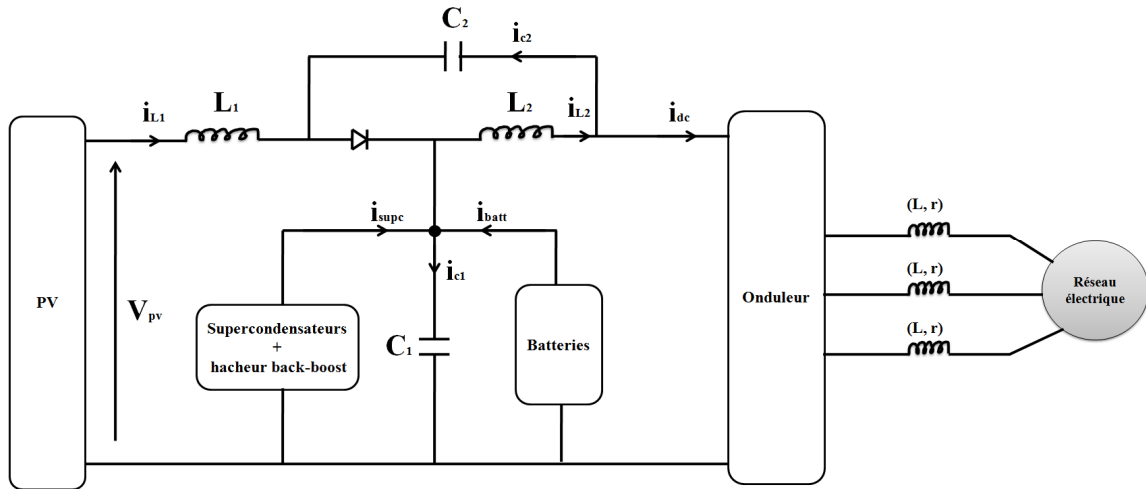 C2
ic2
iL1
L1
L2
iL2
idc
isupc
ibatt
ic1
(L, r)
(L, r)
(L, r)
PV
Vpv
Supercondensateurs
+
hacheur back-boost
C1
Batteries
Onduleur
Réseau
électrique